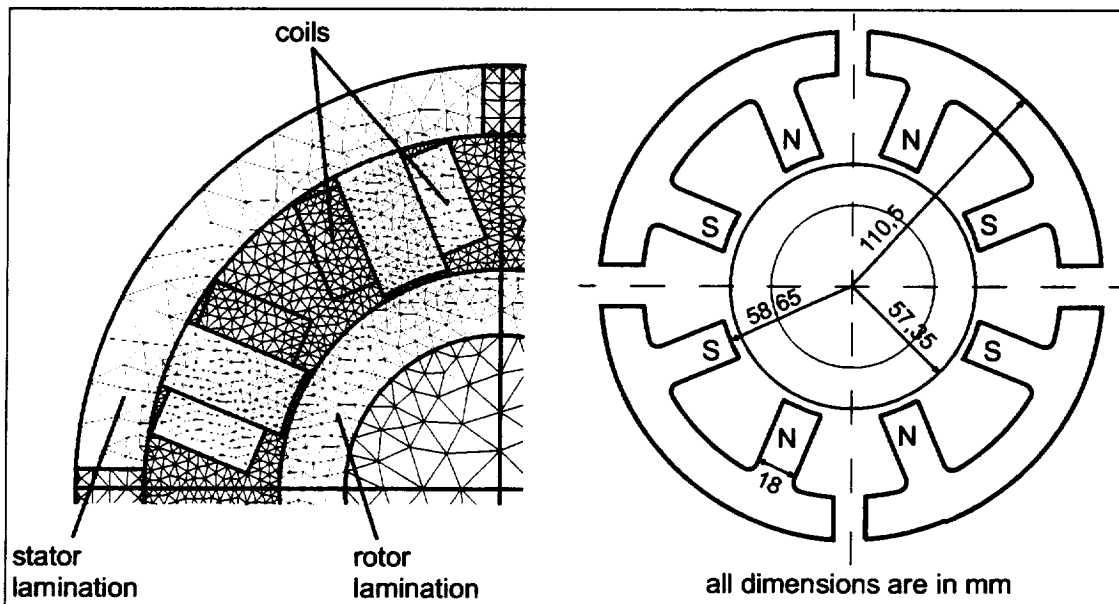 coils
stator
lamination
rotor
lamination
N
N
S
S
110,5
58,65
57,35
S
S
N
N
18
all dimensions are in mm